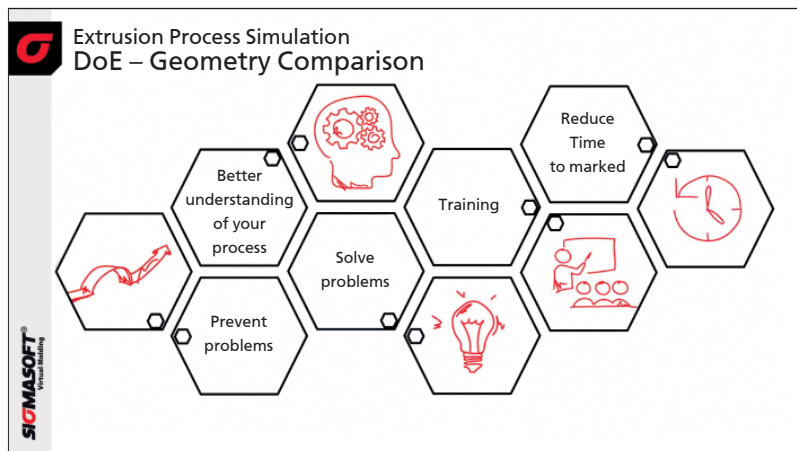 Extrusion Process Simulation
DoE – Geometry Comparison
Better
understanding
of your
process
Prevent
problems
Solve
problems
Training
Reduce
Time
to marked
SIGMASOFT®
Virtual Molding